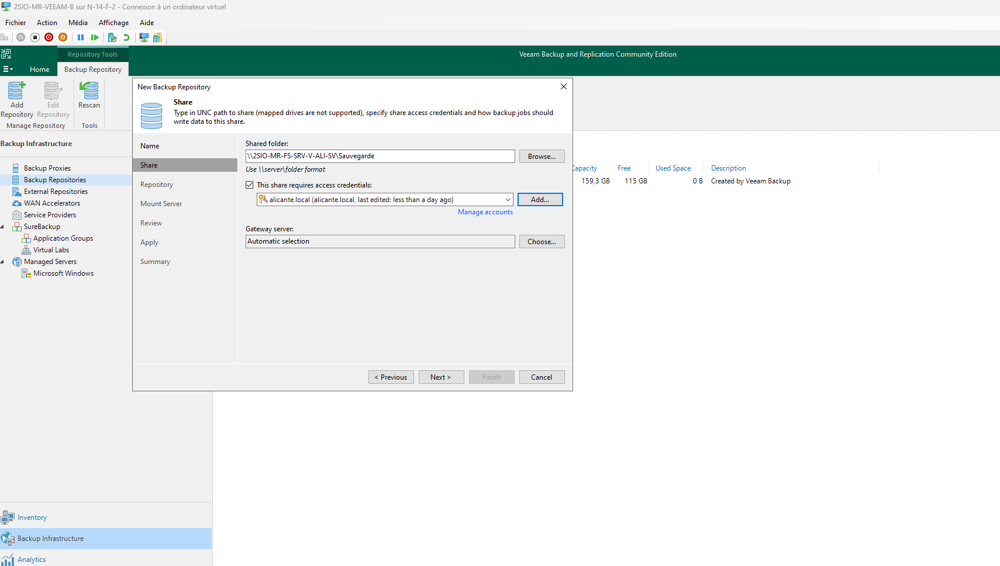 2SIO-MR-VEEAM-B sur N-14-F-2 - Connexion à un ordinateur virtuel
Fichier Action Média Affichage Aide
Repository Tools
Veeam Backup and Replication Community Edition
Home Backup Repository
Add Repository
Edit Repository
Rescan
Manage Repository
Tools
Backup Infrastructure
Backup Proxies
Backup Repositories
External Repositories
WAN Accelerators
Service Providers
SureBackup
Application Groups
Virtual Labs
Managed Servers
Microsoft Windows
New Backup Repository
Share
Type in UNC path to share (mapped drives are not supported), specify share access credentials and how backup jobs should
write data to this share.
Name
Share
Repository
Mount Server
Review
Apply
Summary
Shared folder:
\\2SIO-MR-FS-SRV-V-ALI-SV\Sauvegarde
Browse...
Use \\server\folder format
This share requires access credentials:
alicante.local (alicante.local, last edited: less than a day ago)
Add...
Manage accounts
Gateway server:
Automatic selection
Choose...
< Previous Next > Finish Cancel
Capacity Free Used Space Description
159,3 GB 115 GB 0 B Created by Veeam Backup
Inventory
Backup Infrastructure
Analytics